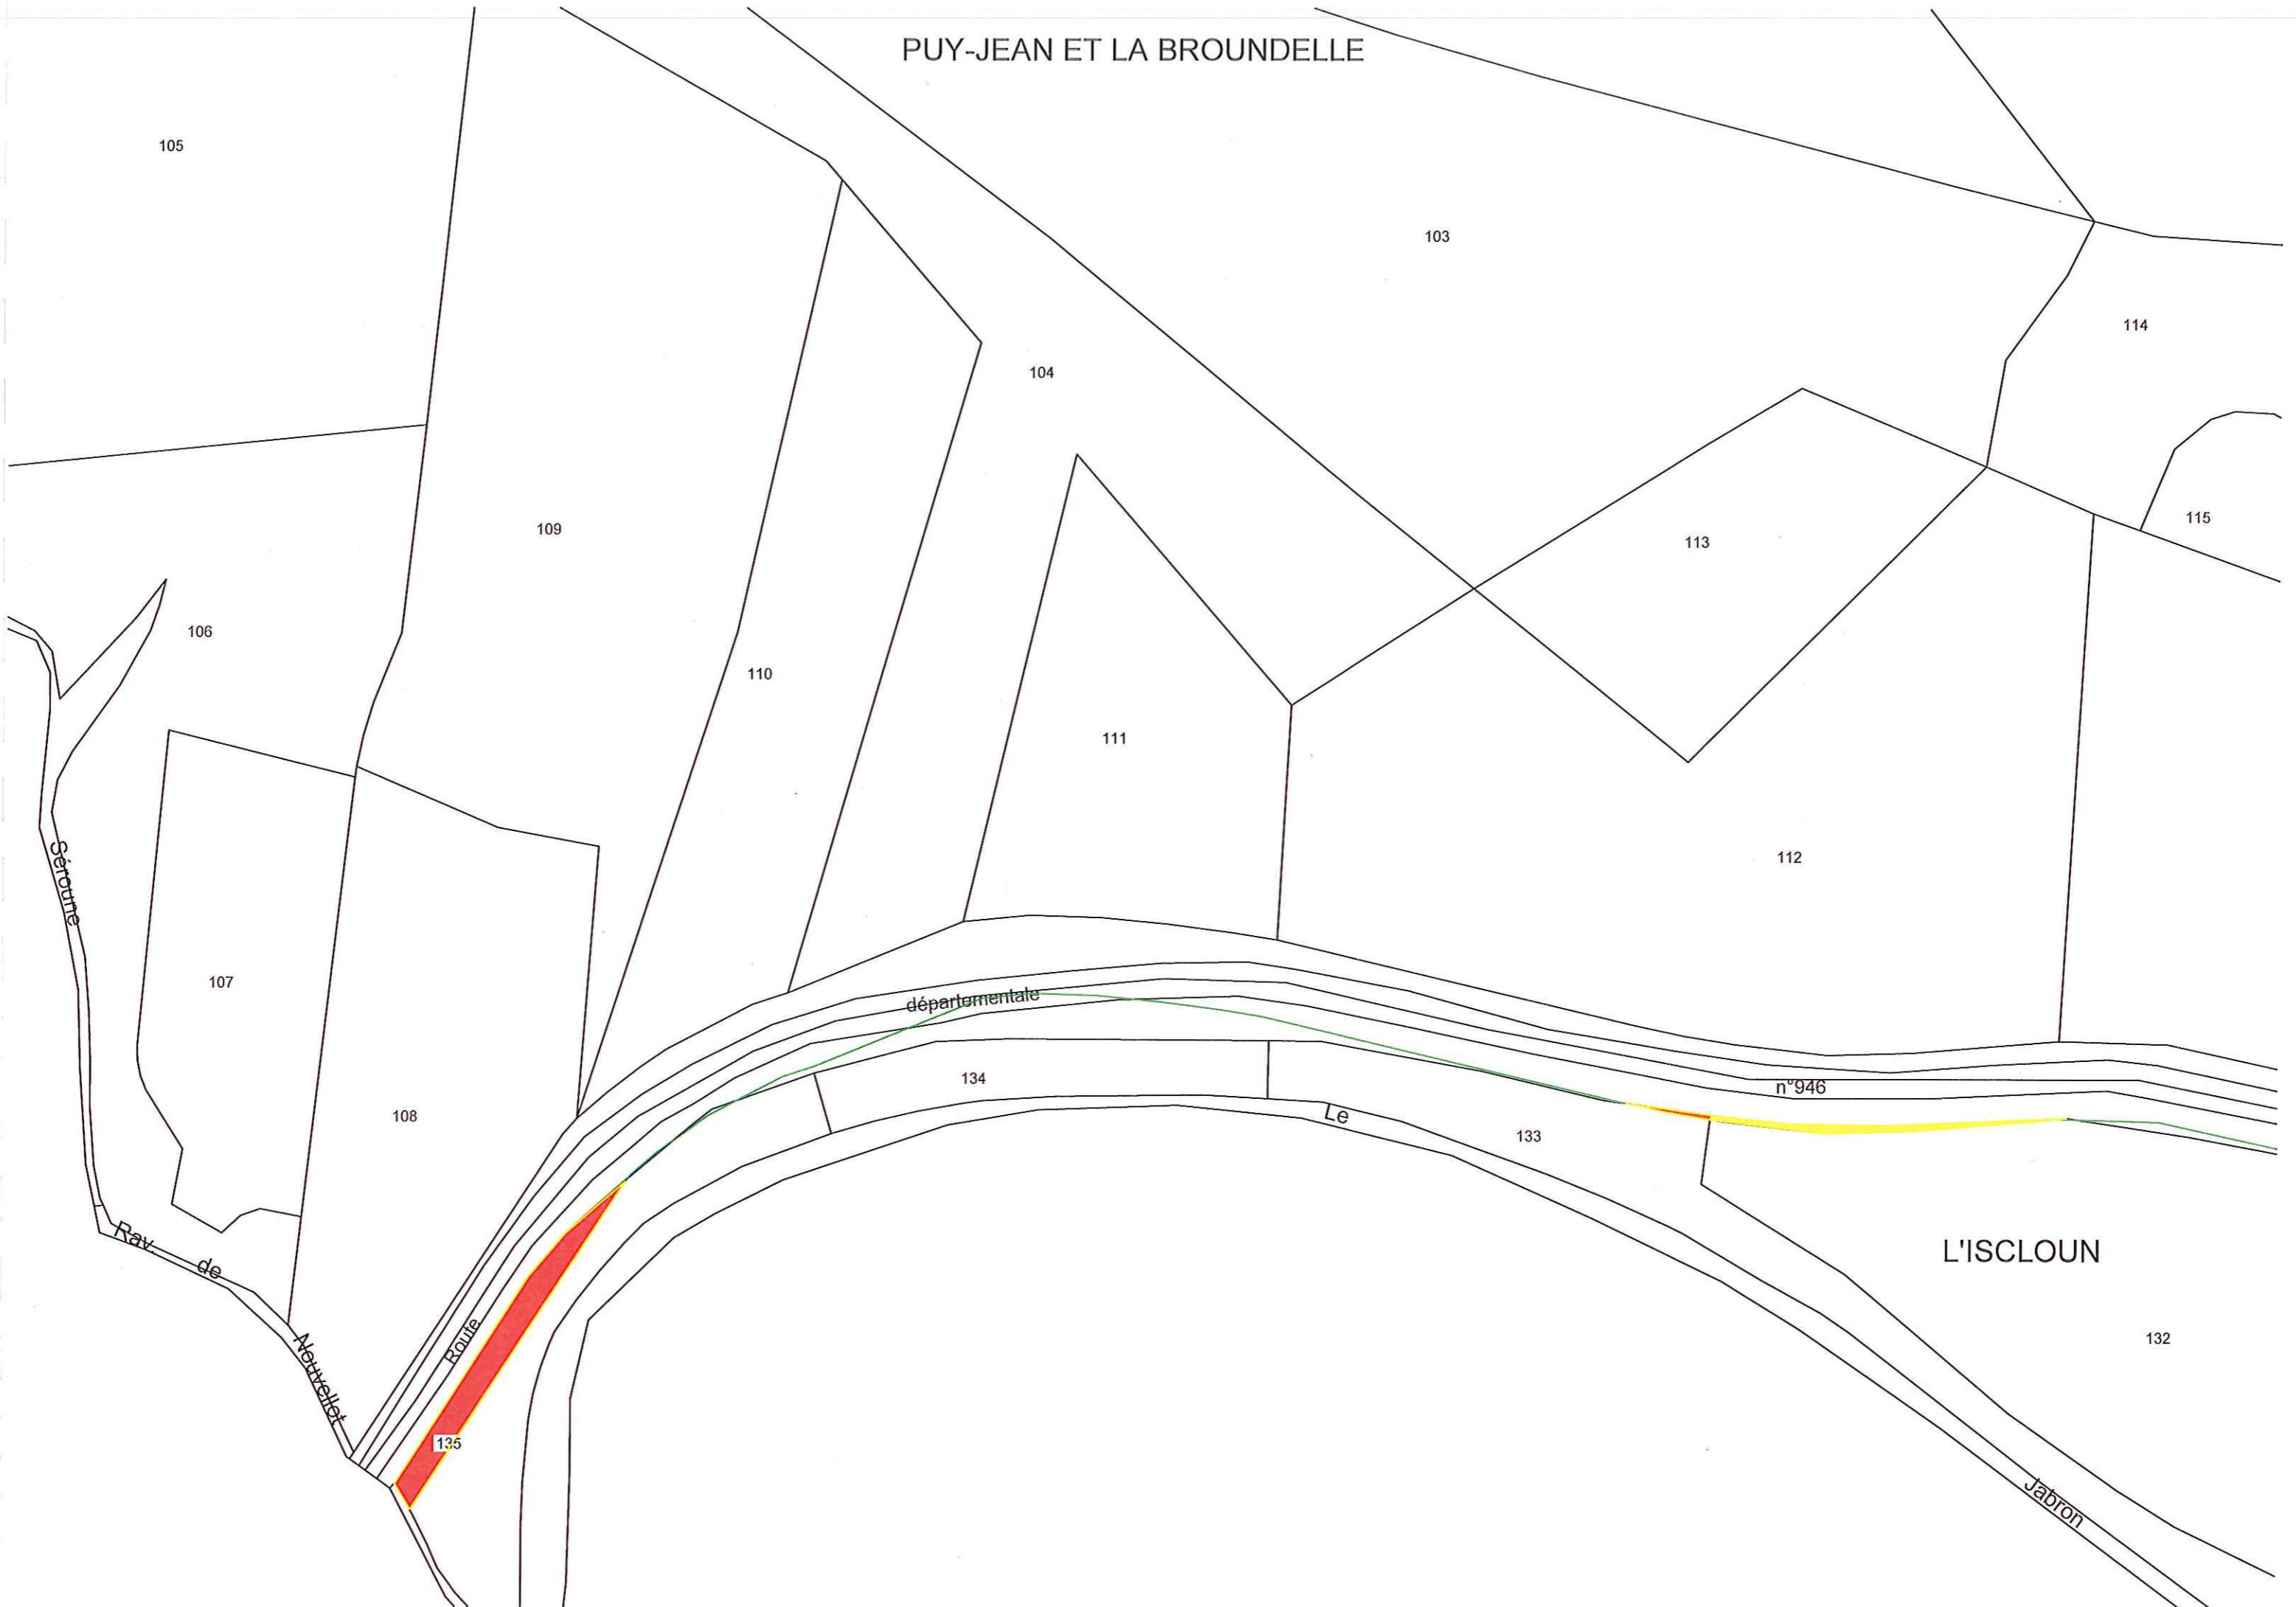 PUY-JEAN ET LA BROUNDELLE
105
103
114
104
115
109
113
106
110
111
112
Séroune
107
départementale
134
n°946
108
Le
133
Rav. de Nouvellot
L'ISCLOUN
Route
132
135
Jabron